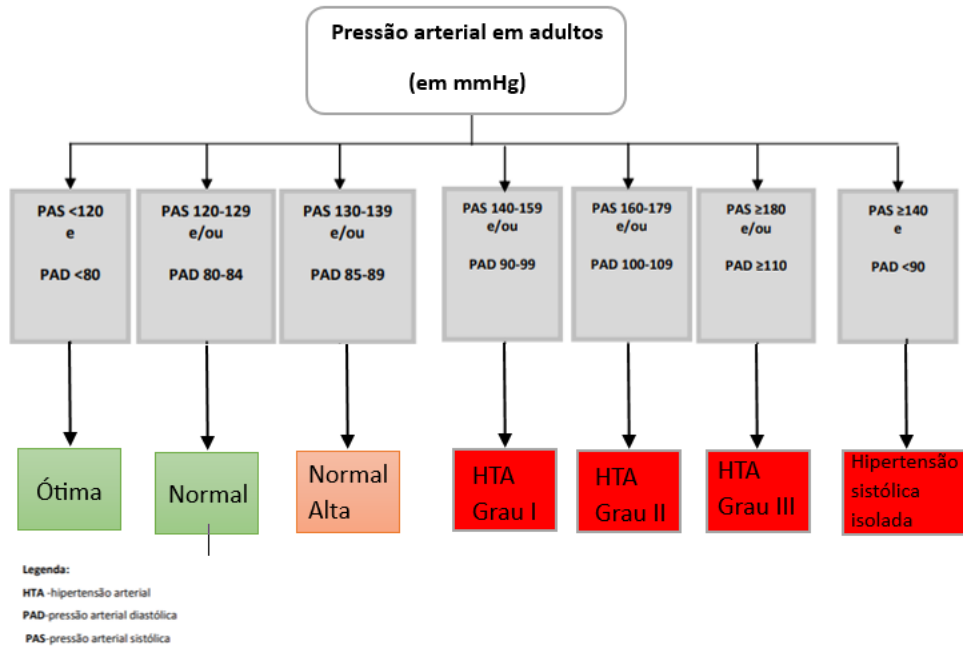 Pressão arterial em adultos
(em mmHg)
PAS <120
e
PAD <80
PAS 120-129
e/ou
PAD 80-84
PAS 130-139
e/ou
PAD 85-89
PAS 140-159
e/ou
PAD 90-99
PAS 160-179
e/ou
PAD 100-109
PAS ≥180
e/ou
PAD ≥110
PAS ≥140
e
PAD <90
Ótima
Normal
Normal
Alta
HTA
Grau I
HTA
Grau II
HTA
Grau III
Hipertensão
sistólica
isolada
Legenda:
HTA -hipertensão arterial
PAD-pressão arterial diastólica
PAS-pressão arterial sistólica